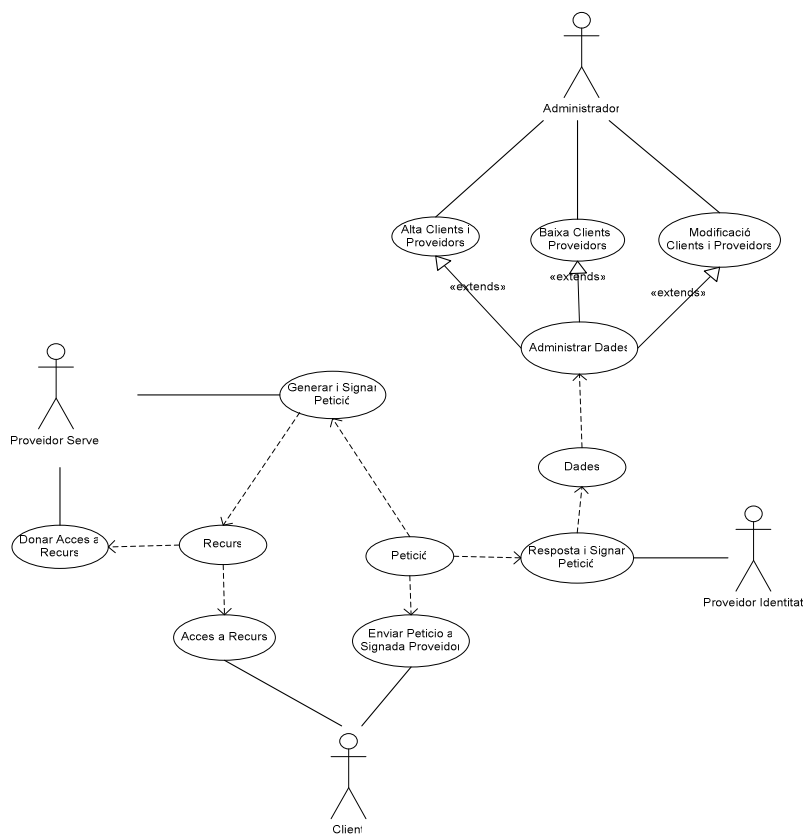 Administrador
Alta Clients i
Proveidors
Baixa Clients
Proveidors
Modificació
Clients i Proveidors
«extends»
«extends»
«extends»
Administrar Dades
Generar i Signar
Petició
Proveidor Serve
Dades
Donar Acces a
Recurs
Recurs
Petició
Resposta i Signar
Petició
Proveidor Identitat
Acces a Recurs
Enviar Peticio a
Signada Proveidor
Client